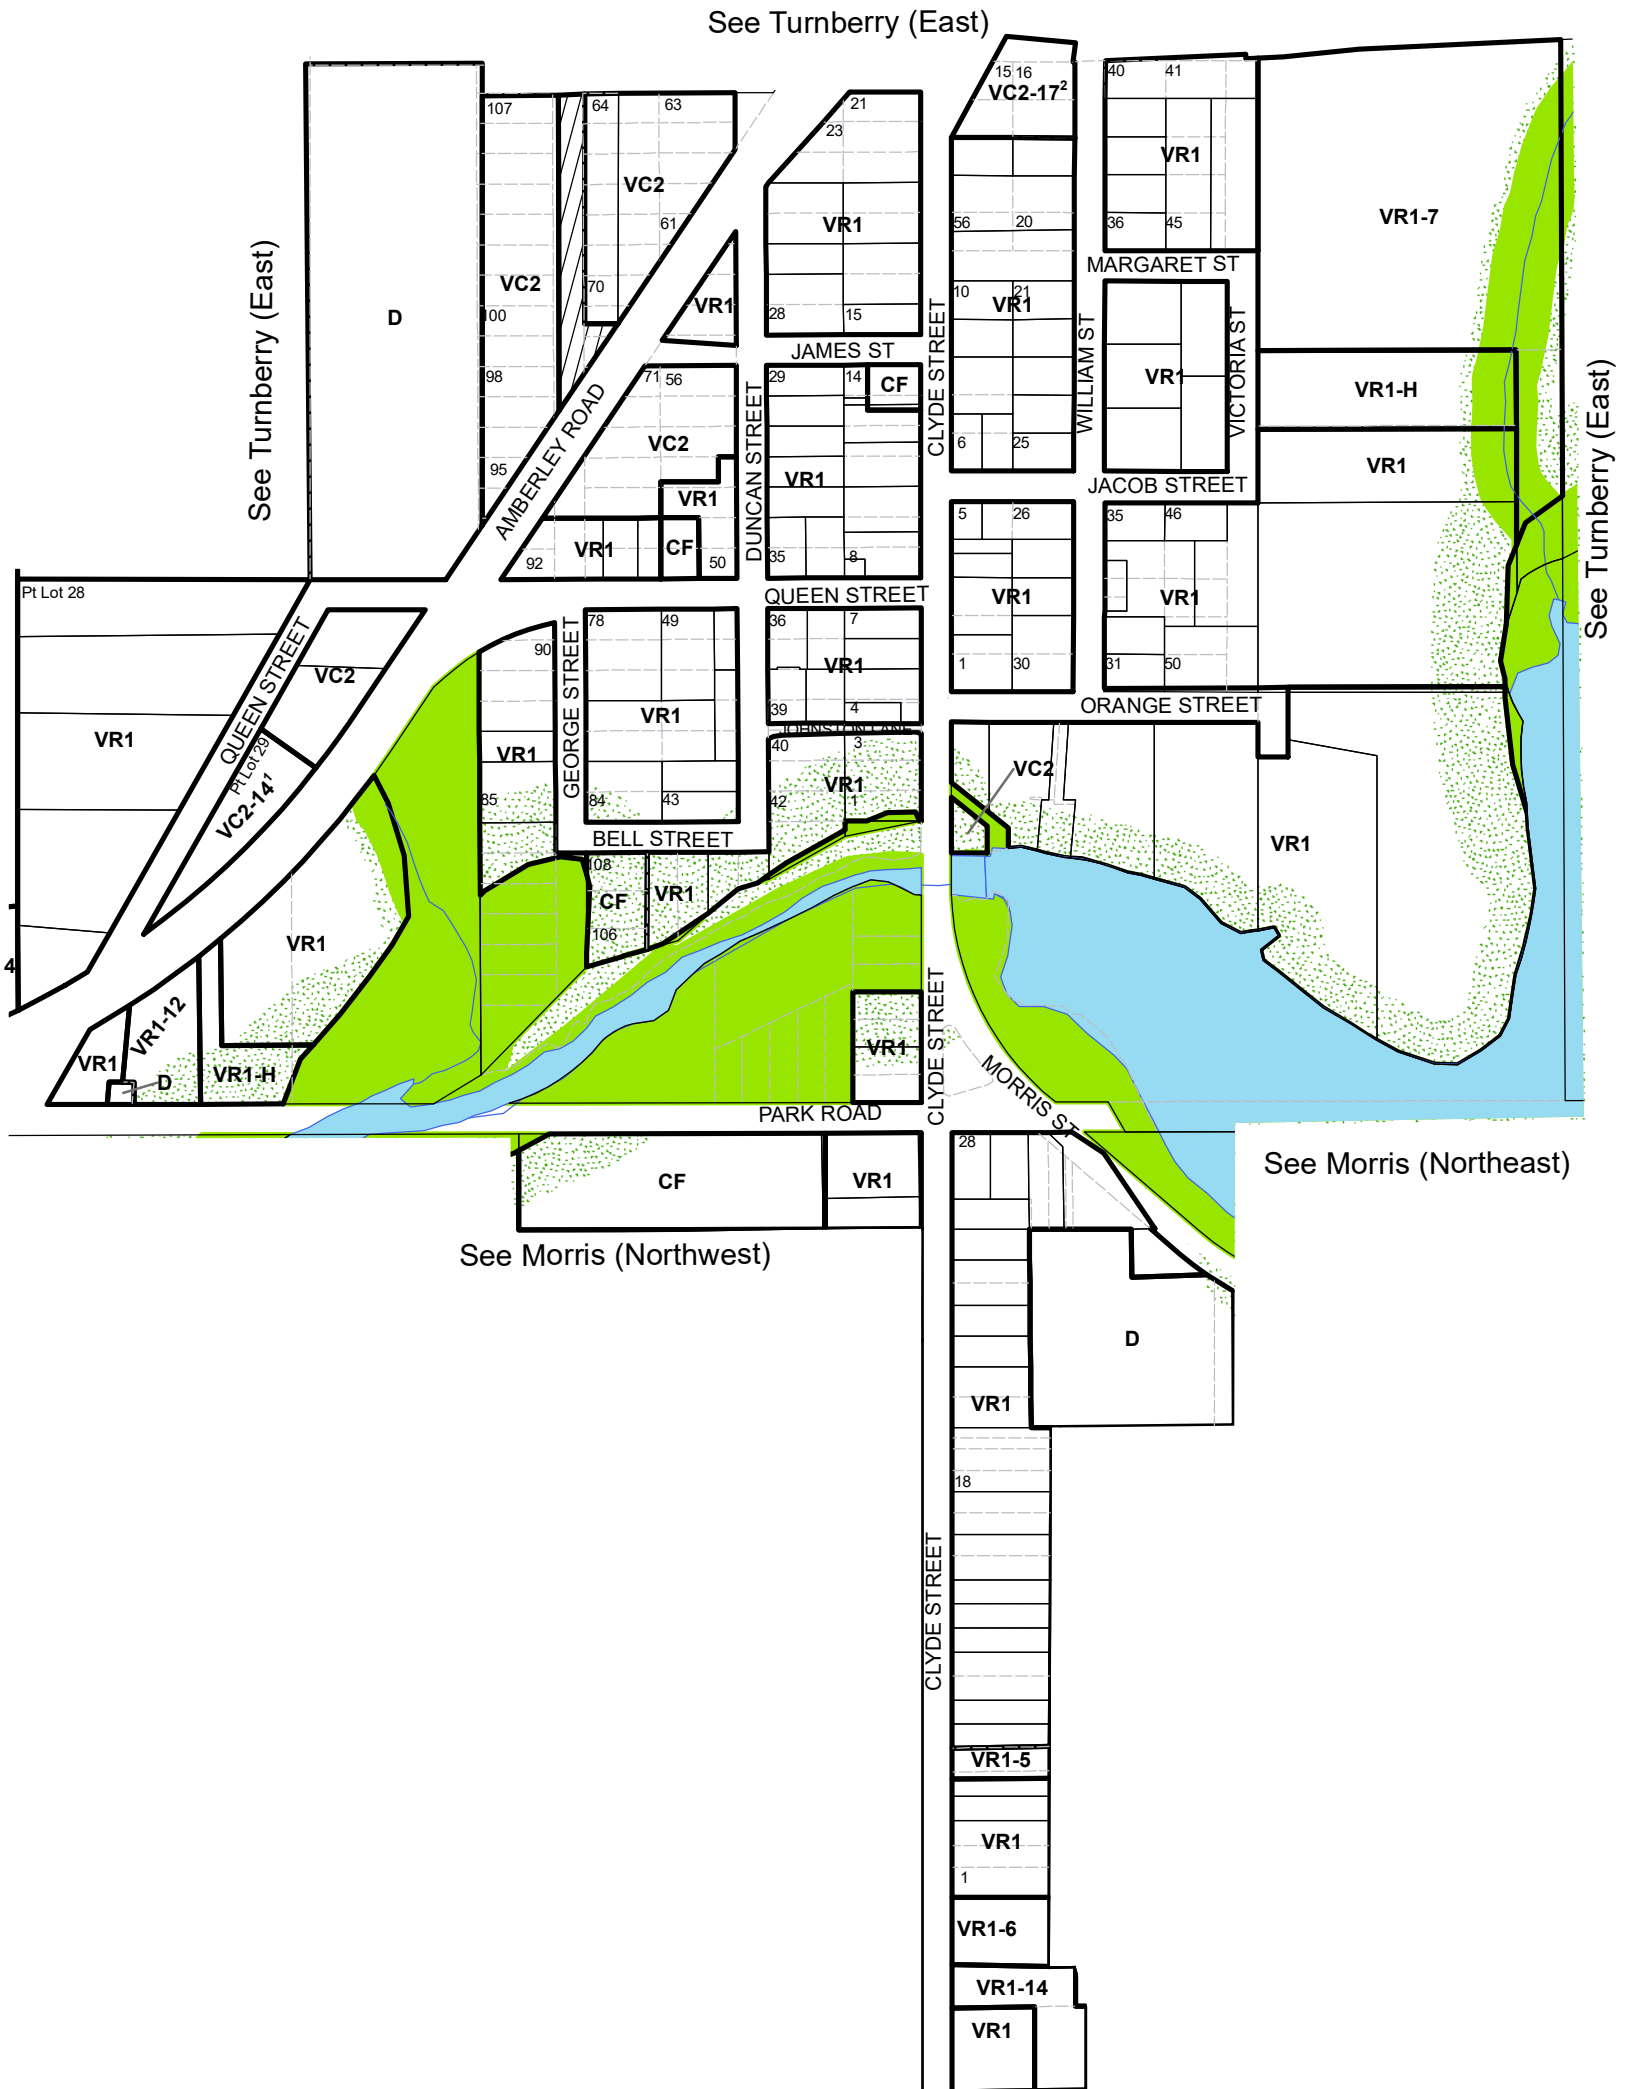 See Turnberry (East)
15 16
VC2-17²
40
41
107
64
63
21
23
VR1
VC2
61
VR1
56
20
36
45
VR1-7
MARGARET ST
See Turnberry (East)
D
VC2
100
70
VR1
28
15
10
21
VR1
CLYDE STREET
WILLIAM ST
VICTORIA ST
JAMES ST
98
71
56
29
14
CF
VR1
VR1-H
See Turnberry (East)
AMBERLEY ROAD
DUNCAN STREET
VC2
6
25
95
VR1
VR1
VR1
JACOB STREET
5
26
35
46
92
VR1
CF
50
35
8
Pt Lot 28
QUEEN STREET
VR1
VR1
78
49
36
7
90
GEORGE STREET
VR1
1
30
31
50
QUEEN STREET
VC2
VR1
39
4
ORANGE STREET
VR1
JOHNSTON LANE
VR1
40
3
Pt Lot 29
VC2-14¹
VC2
85
84
43
VR1
42
1
BELL STREET
VR1
108
CF
VR1
106
VR1
4
VR1-12
CLYDE STREET
VR1
VR1
D
VR1-H
MORRIS ST
PARK ROAD
28
See Morris (Northeast)
CF
VR1
See Morris (Northwest)
D
VR1
18
CLYDE STREET
VR1-5
VR1
1
VR1-6
VR1-14
VR1